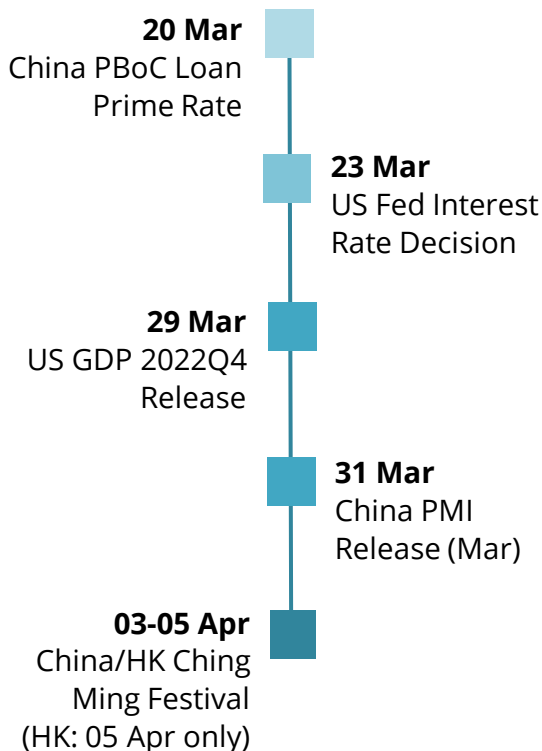 20 Mar
China PBoC Loan
Prime Rate
23 Mar
US Fed Interest
Rate Decision
29 Mar
US GDP 2022Q4
Release
31 Mar
China PMI
Release (Mar)
03-05 Apr
China/HK Ching
Ming Festival
(HK: 05 Apr only)